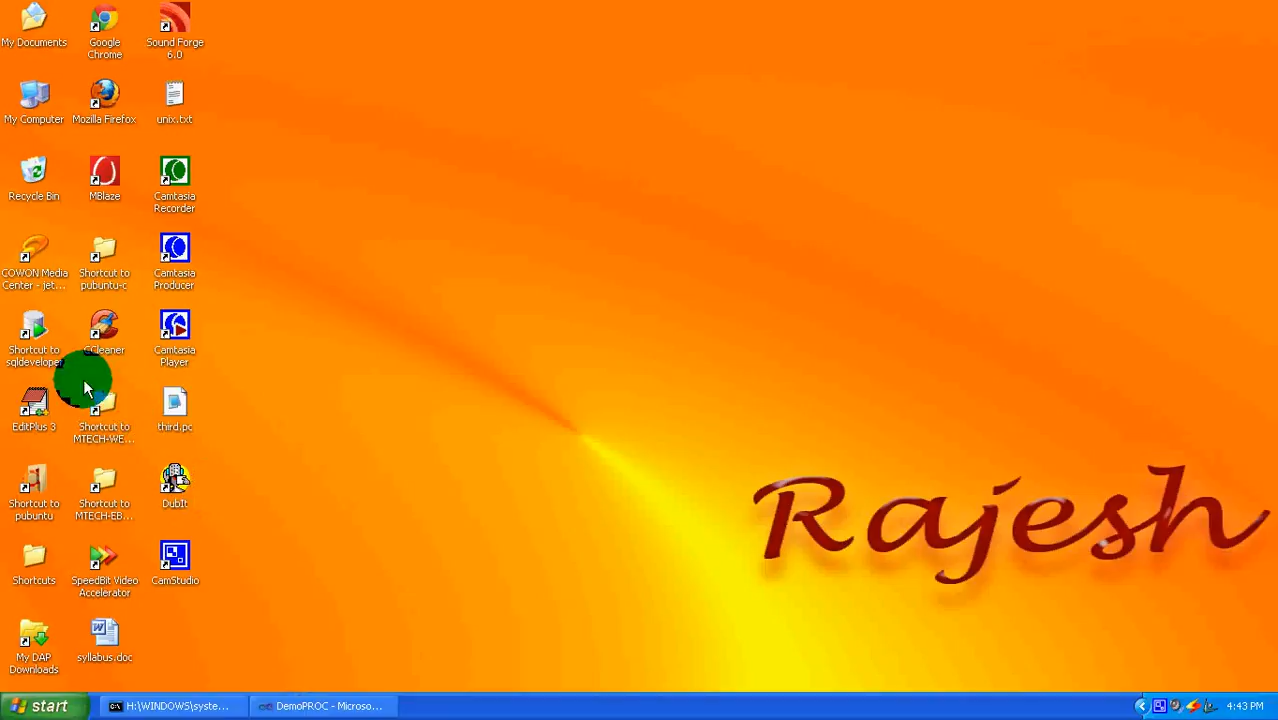 My Documents
Google
Chrome
Sound Forge
6.0
My Computer
Mozilla Firefox
unix.txt
Recycle Bin
MBlaze
Camtasia
Recorder
COWON Media
Center - jet...
Shortcut to
pubuntu-c
Camtasia
Producer
Shortcut to
sqldeveloper
CCleaner
Camtasia
Player
EditPlus 3
Shortcut to
MTECH-WE...
third.pc
Shortcut to
pubuntu
Shortcut to
MTECH-EB...
DubIt
Shortcuts
SpeedBit Video
Accelerator
CamStudio
My DAP
Downloads
syllabus.doc
Rajesh
start
H:\WINDOWS\syste...
DemoPROC - Microso...
4:43 PM